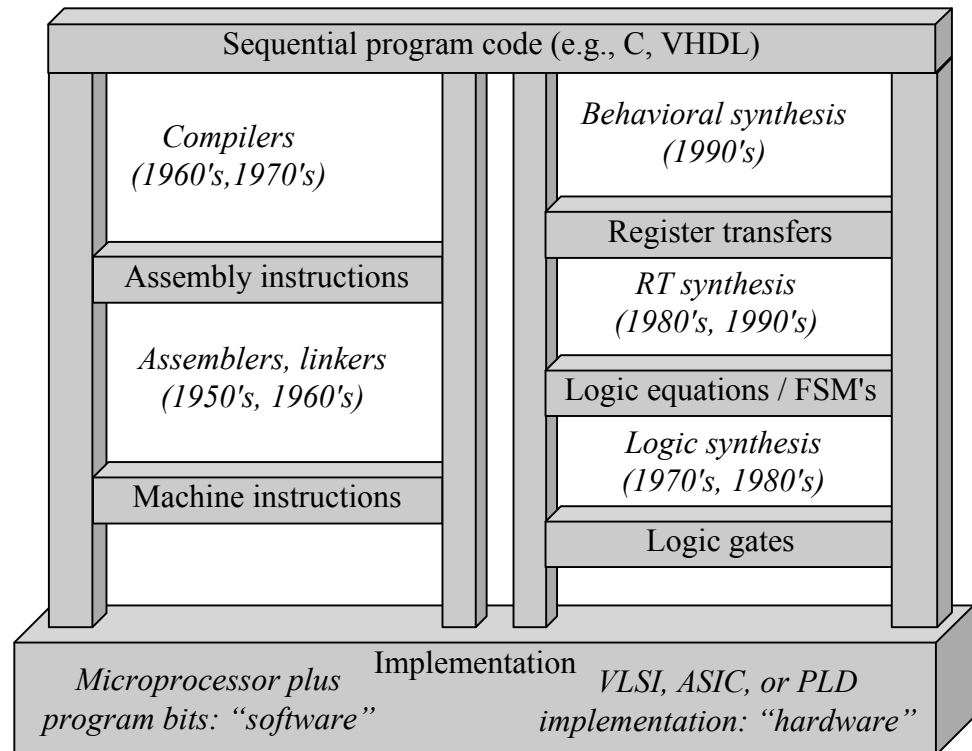 Sequential program code (e.g., C, VHDL)
Compilers
(1960's,1970's)
Assembly instructions
Assemblers, linkers
(1950's, 1960's)
Machine instructions
Behavioral synthesis
(1990's)
Register transfers
RT synthesis
(1980's, 1990's)
Logic equations / FSM's
Logic synthesis
(1970's, 1980's)
Logic gates
Implementation
Microprocessor plus
program bits: “software”
VLSI, ASIC, or PLD
implementation: “hardware”